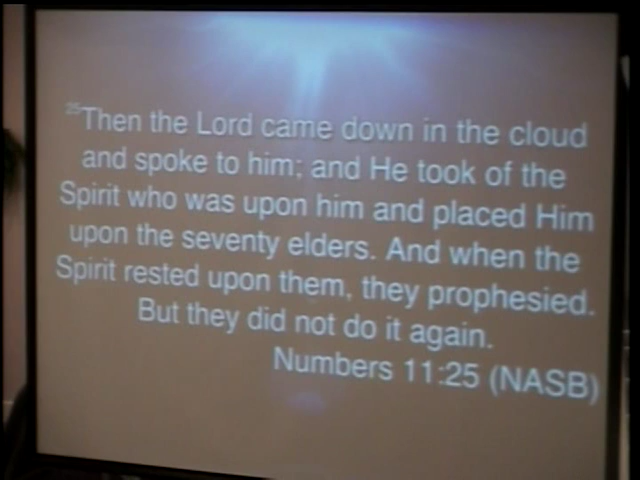 25Then the Lord came down in the cloud
and spoke to him; and He took of the
Spirit who was upon him and placed Him
upon the seventy elders. And when the
Spirit rested upon them, they prophesied.
But they did not do it again.
Numbers 11:25 (NASB)